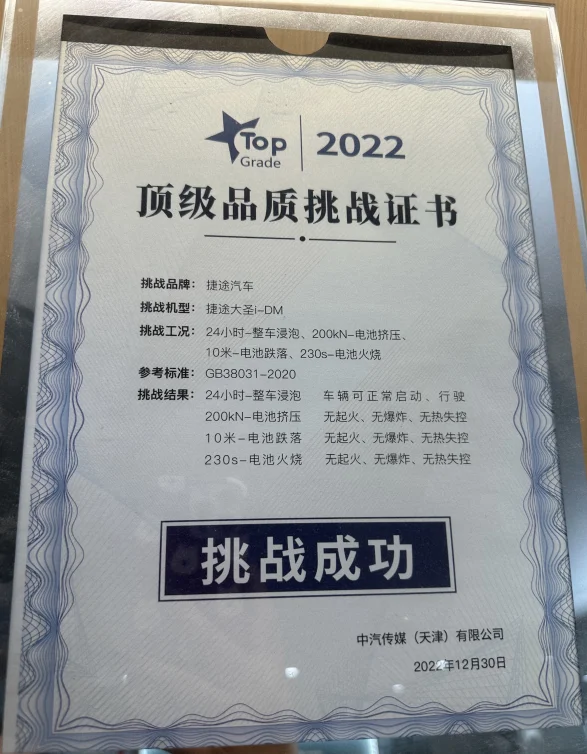 Top Grade | 2022
顶级品质挑战证书
挑战品牌：捷途汽车
挑战机型：捷途大圣i-DM
挑战工况：24小时-整车浸泡、200kN-电池挤压、
10米-电池跌落、230s-电池火烧
参考标准：GB38031-2020
挑战结果：24小时-整车浸泡 车辆可正常启动、行驶
200kN-电池挤压 无起火、无爆炸、无热失控
10米-电池跌落 无起火、无爆炸、无热失控
230s-电池火烧 无起火、无爆炸、无热失控
挑战成功
中汽传媒（天津）有限公司
2022年12月30日